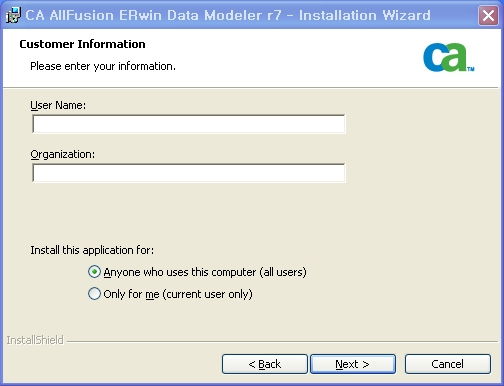 CA AllFusion ERwin Data Modeler r7 - Installation Wizard
Customer Information
Please enter your information.
ca™
User Name:
Organization:
Install this application for:
Anyone who uses this computer (all users)
Only for me (current user only)
InstallShield
< Back
Next >
Cancel